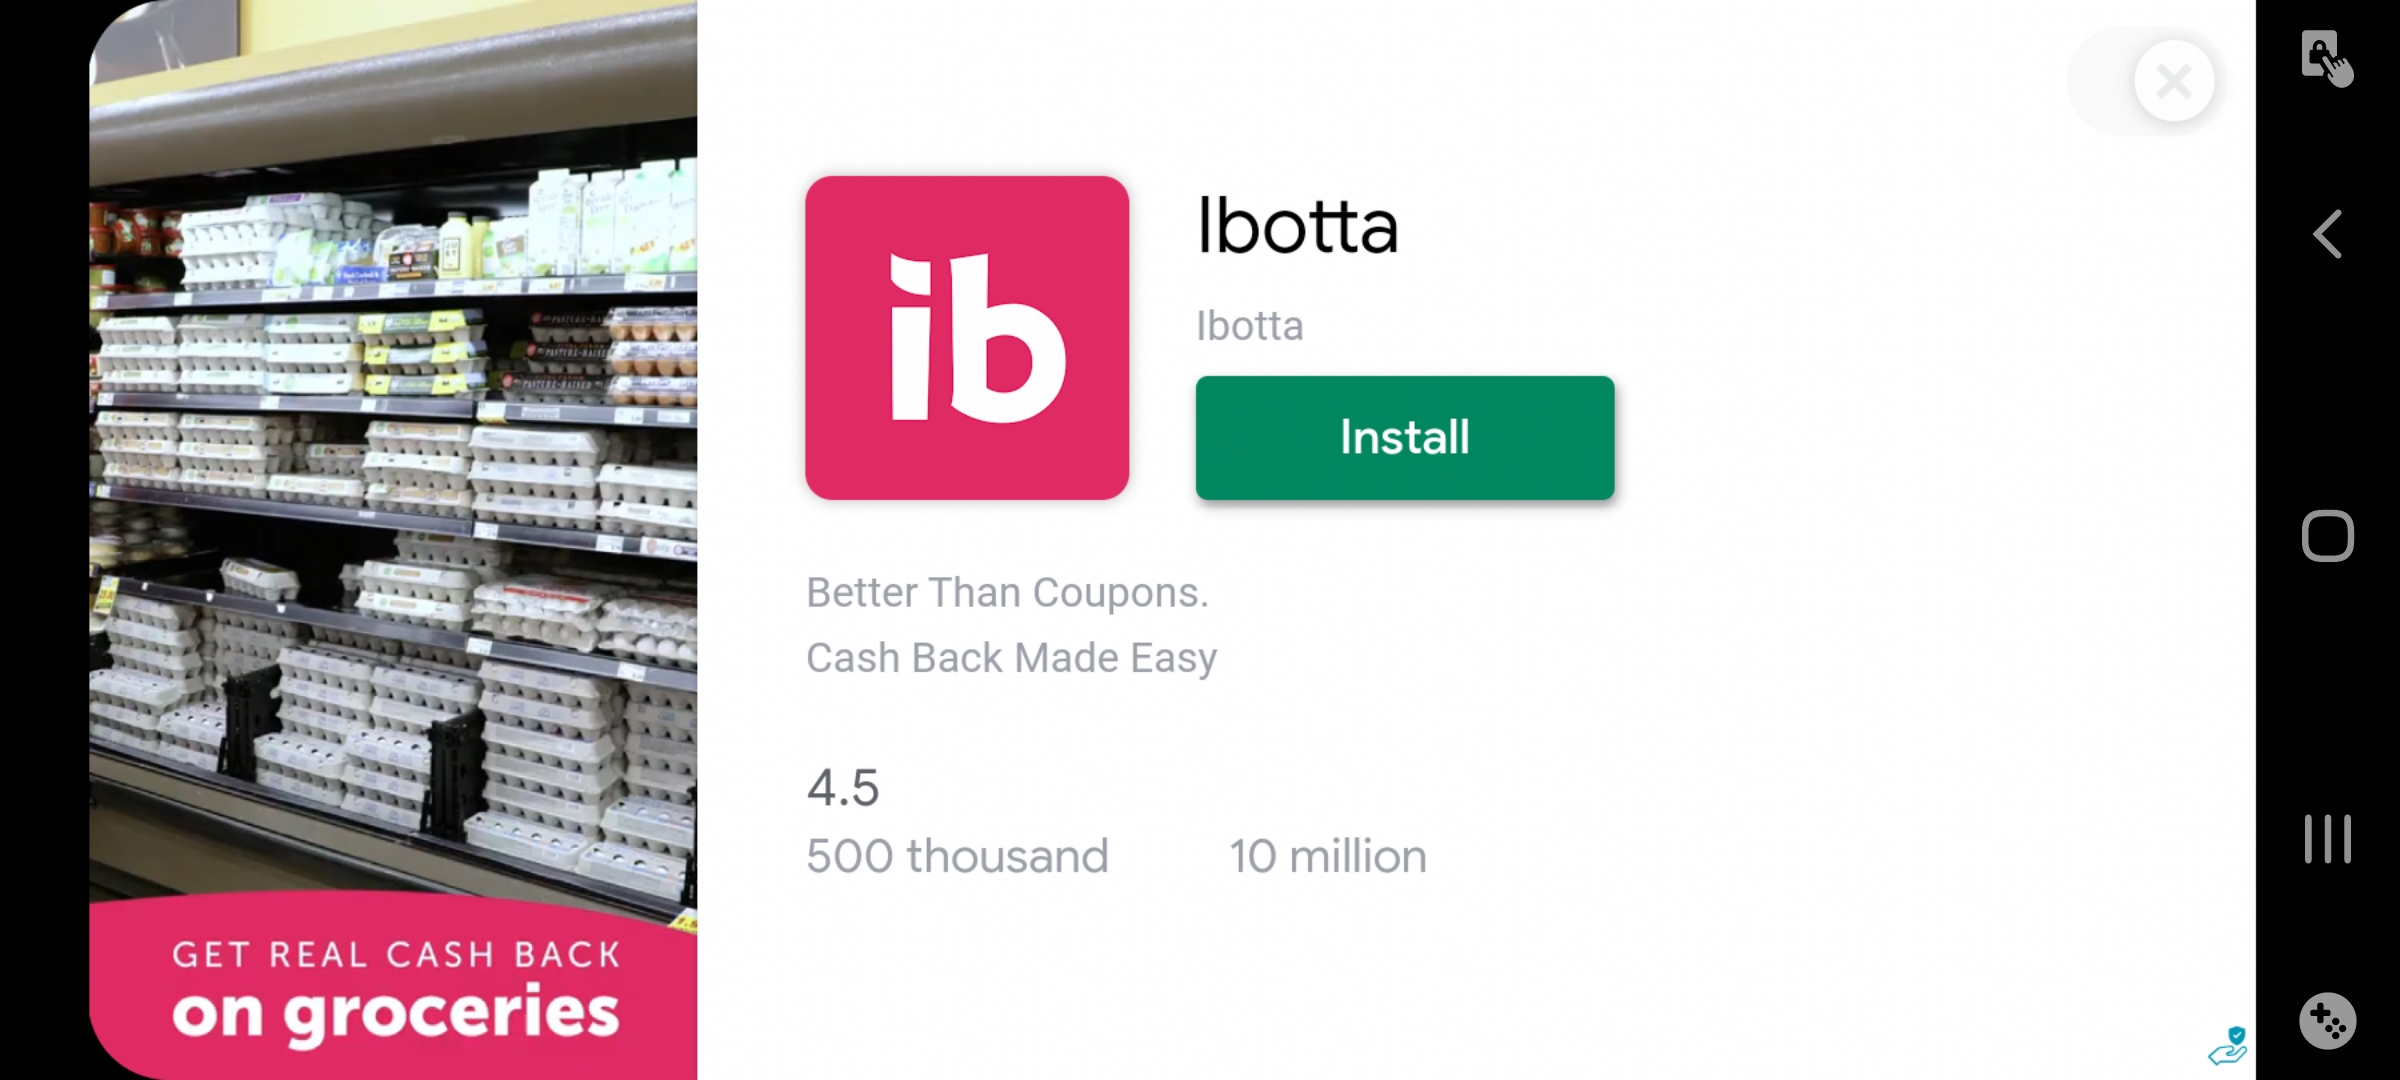 GET REAL CASH BACK
on groceries
ib
Ibotta
Ibotta
Install
Better Than Coupons.
Cash Back Made Easy
4.5
500 thousand
10 million